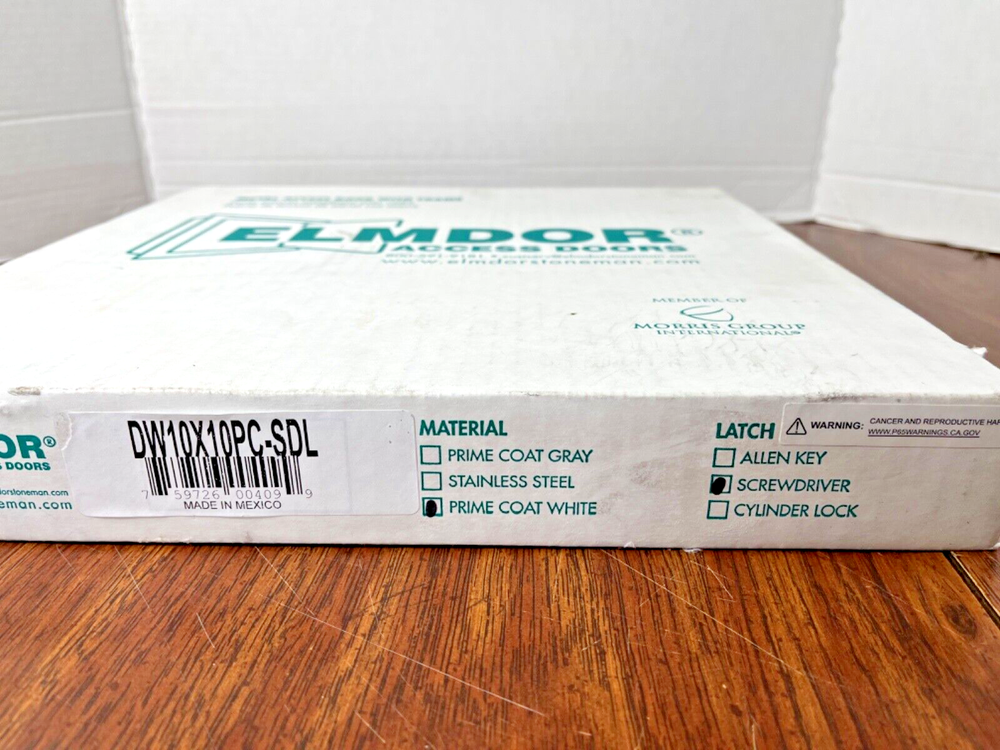 ELMDOR®
ACCESS DOORS
www.elmdorstoneman.com
MEMBER OF
MORRIS GROUP
INTERNATIONAL®
OR®
DOORS
dorstoneman.com
eman.com
DW10X10PC-SDL
7 59726 00409 9
MADE IN MEXICO
MATERIAL
PRIME COAT GRAY
STAINLESS STEEL
PRIME COAT WHITE
LATCH
ALLEN KEY
SCREWDRIVER
CYLINDER LOCK
WARNING: CANCER AND REPRODUCTIVE HAR
WWW.P65WARNINGS.CA.GOV